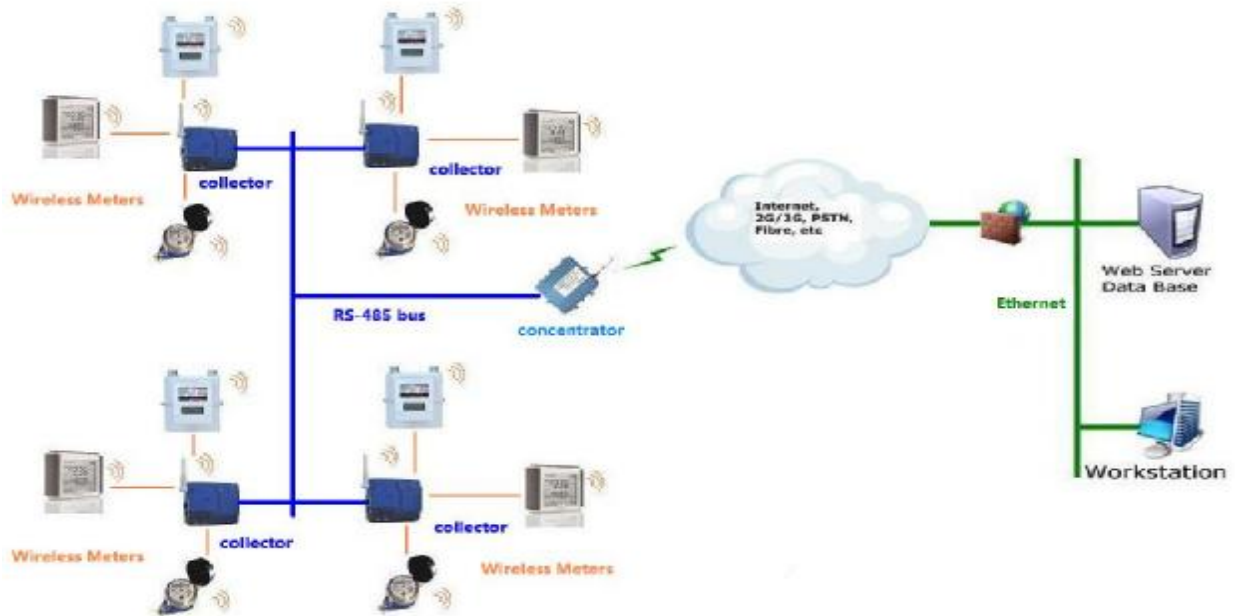 collector
collector
Wireless Meters
Wireless Meters
Internet,
2G/3G, PSTN,
Fibre, etc
Web Server
Data Base
Ethernet
RS-485 bus
concentrator
Workstation
collector
collector
Wireless Meters
Wireless Meters